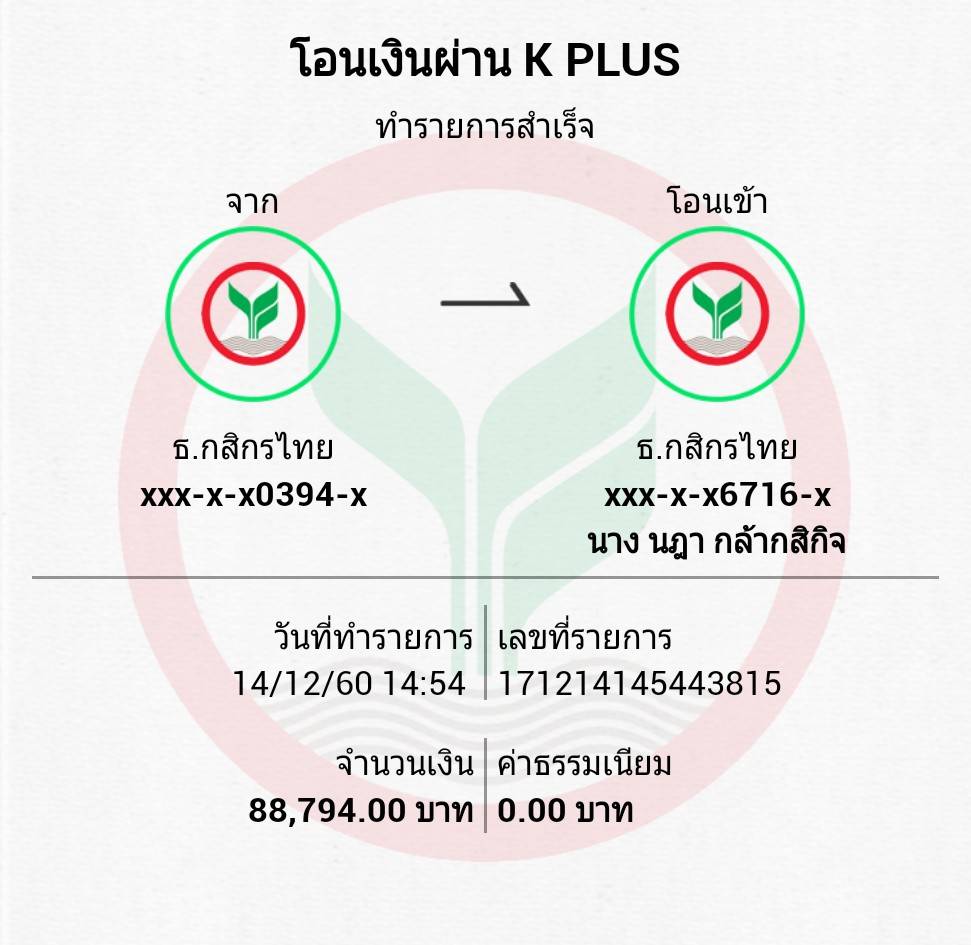 โอนเงินผ่าน K PLUS
ทำรายการสำเร็จ
จาก
โอนเข้า
ธ.กสิกรไทย
xxx-x-x0394-x
ธ.กสิกรไทย
xxx-x-x6716-x
นาง นฎา กล้ากสิกิจ
วันที่ทำรายการ
14/12/60 14:54
เลขที่รายการ
171214145443815
จำนวนเงิน
88,794.00 บาท
ค่าธรรมเนียม
0.00 บาท